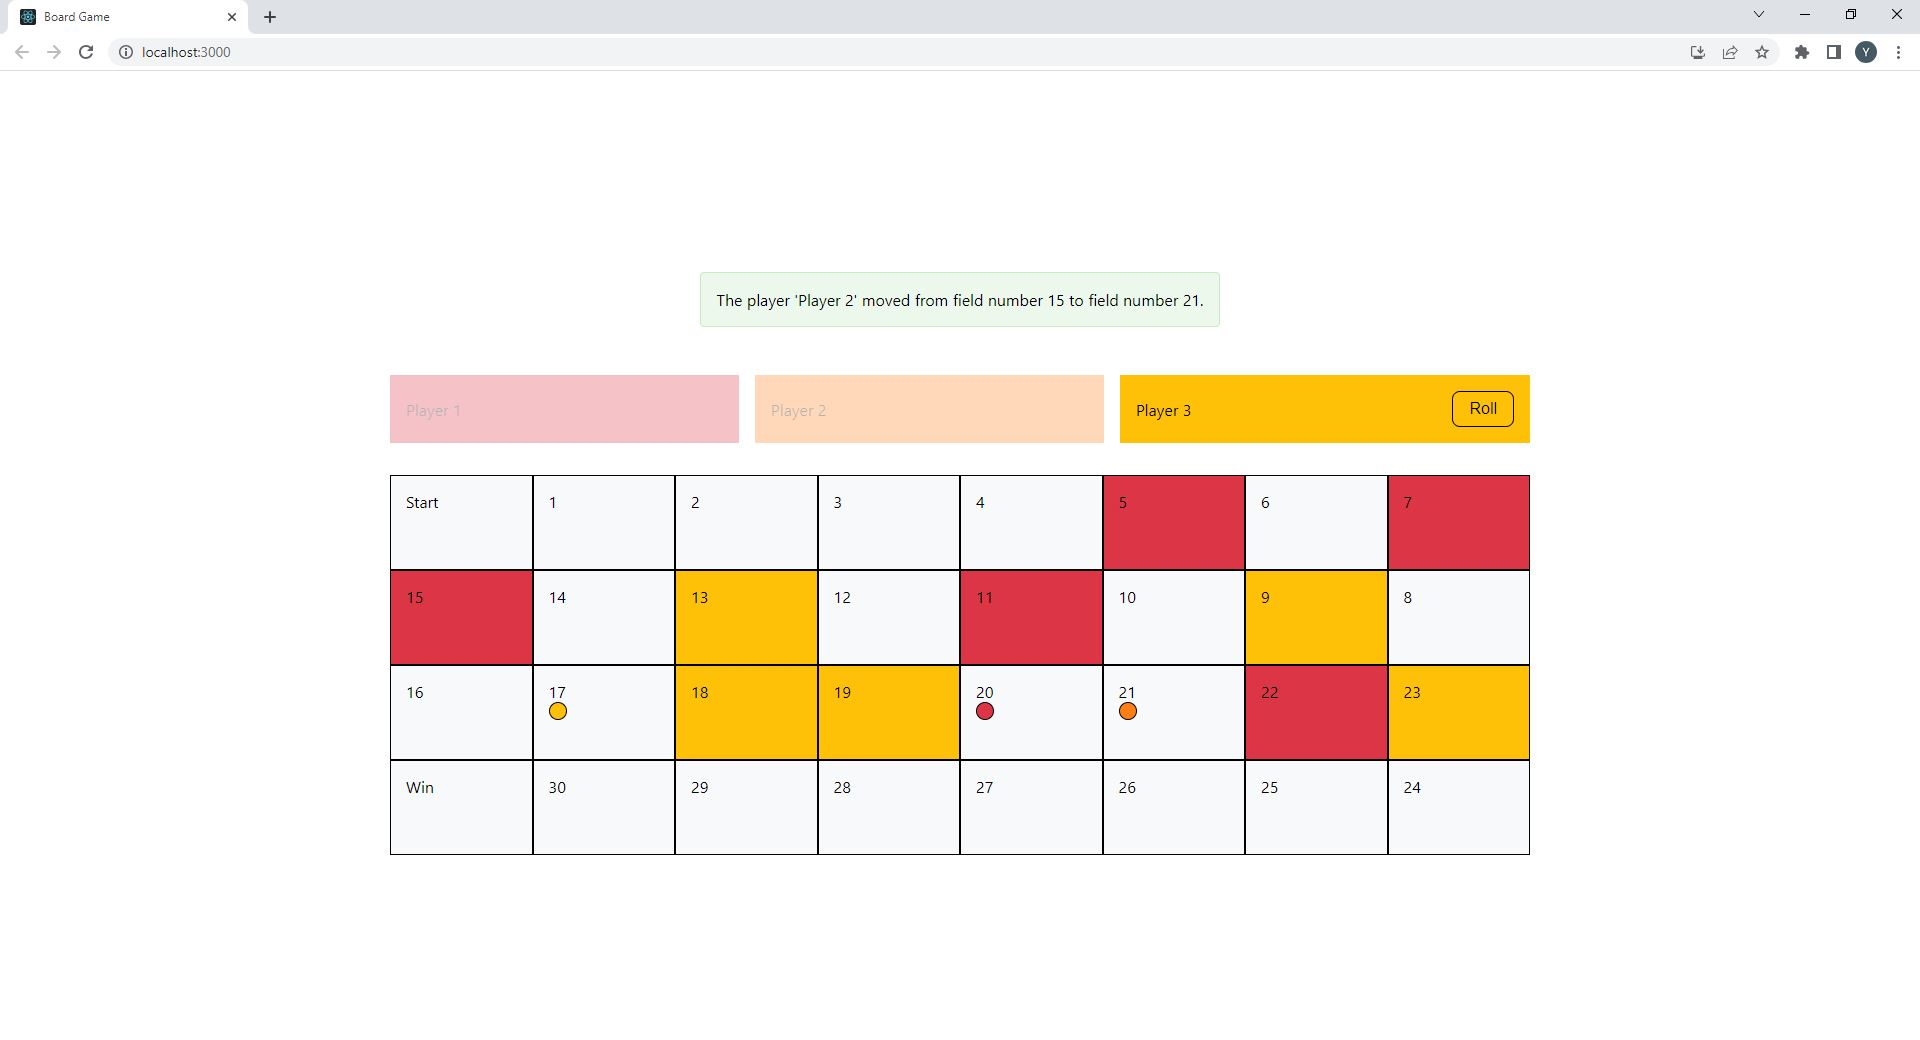 Board Game
localhost:3000
Y
The player 'Player 2' moved from field number 15 to field number 21.
Player 1
Player 2
Player 3
Roll
Start 1 2 3 4 5 6 7
15 14 13 12 11 10 9 8
16 17 18 19 20 21 22 23
Win 30 29 28 27 26 25 24